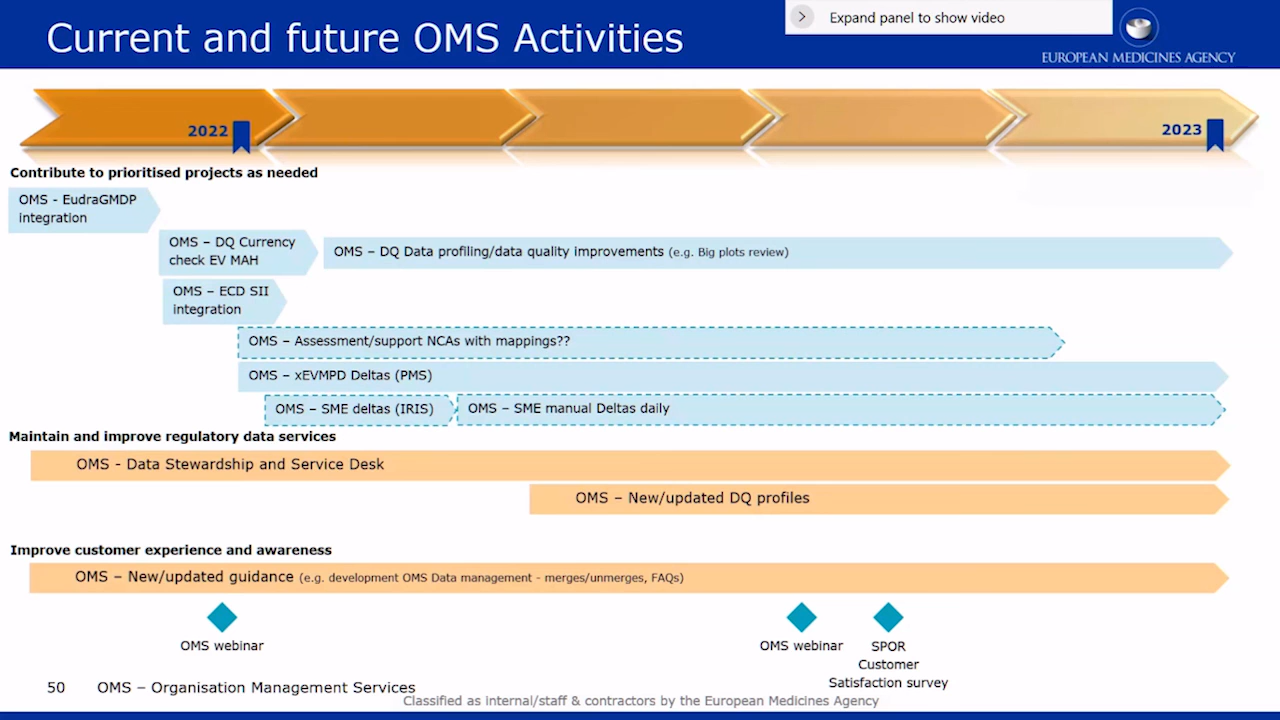 Current and future OMS Activities
Expand panel to show video
EUROPEAN MEDICINES AGENCY
2022
2023
Contribute to prioritised projects as needed
OMS - EudraGMDP
integration
OMS – DQ Currency
check EV MAH
OMS – DQ Data profiling/data quality improvements (e.g. Big plots review)
OMS – ECD SII
integration
OMS – Assessment/support NCAs with mappings??
OMS – xEVMPD Deltas (PMS)
OMS – SME deltas (IRIS)
OMS – SME manual Deltas daily
Maintain and improve regulatory data services
OMS - Data Stewardship and Service Desk
OMS – New/updated DQ profiles
Improve customer experience and awareness
OMS – New/updated guidance (e.g. development OMS Data management - merges/unmerges, FAQs)
OMS webinar
OMS webinar
SPOR
Customer
Satisfaction survey
50
OMS – Organisation Management Services
Classified as internal/staff & contractors by the European Medicines Agency